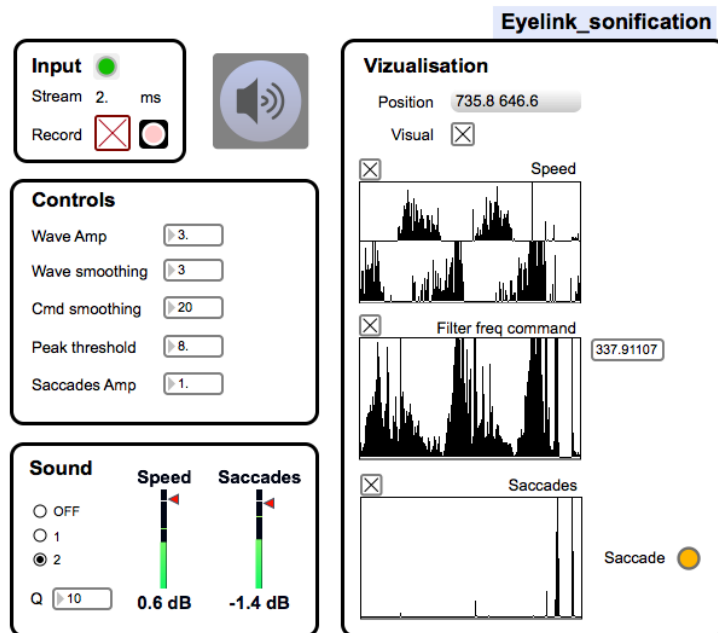 Eyelink_sonification
Input
Stream 2. ms
Record
Controls
Wave Amp 3.
Wave smoothing 3
Cmd smoothing 20
Peak threshold 8.
Saccades Amp 1.
Sound
Speed Saccades
OFF
1
2
Q 10
0.6 dB -1.4 dB
Vizualisation
Position 735.8 646.6
Visual
Speed
Filter freq command
337.91107
Saccades
Saccade